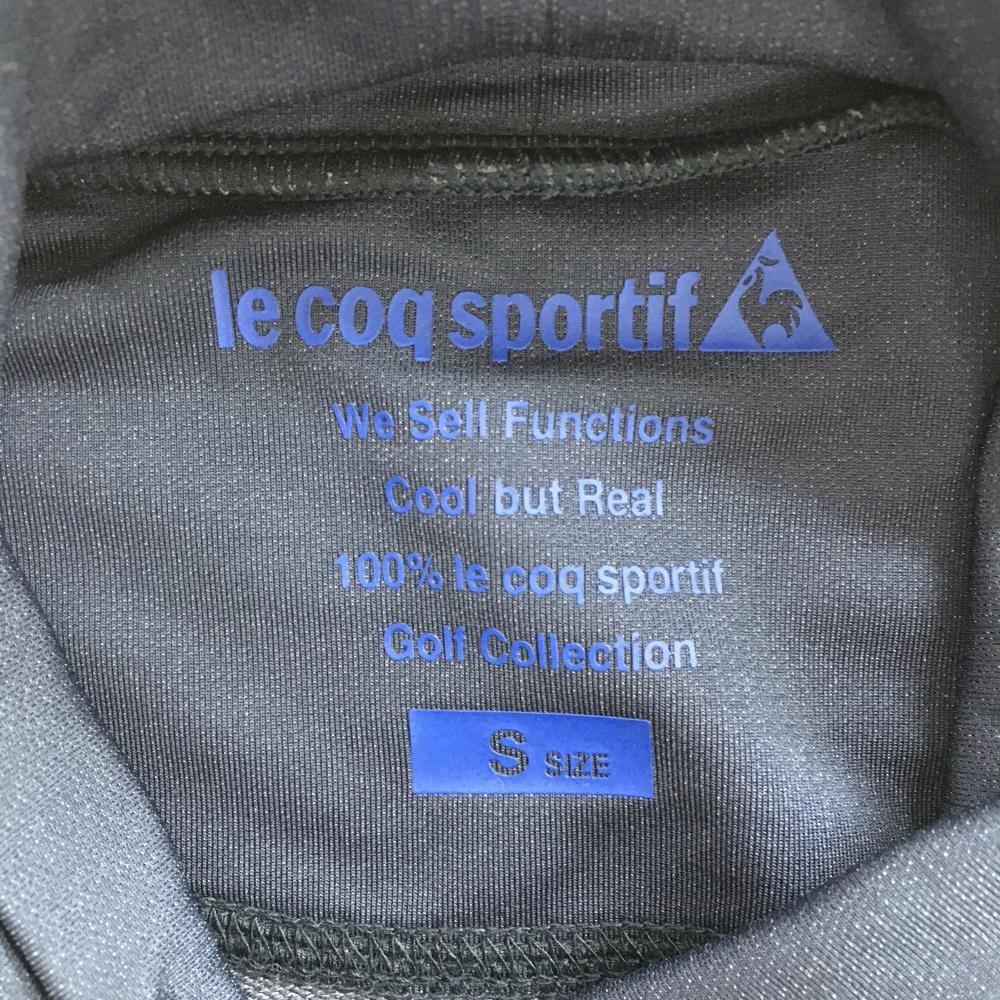 le coq sportif
We Sell Functions
Cool but Real
100% le coq sportif
Golf Collection
S SIZE